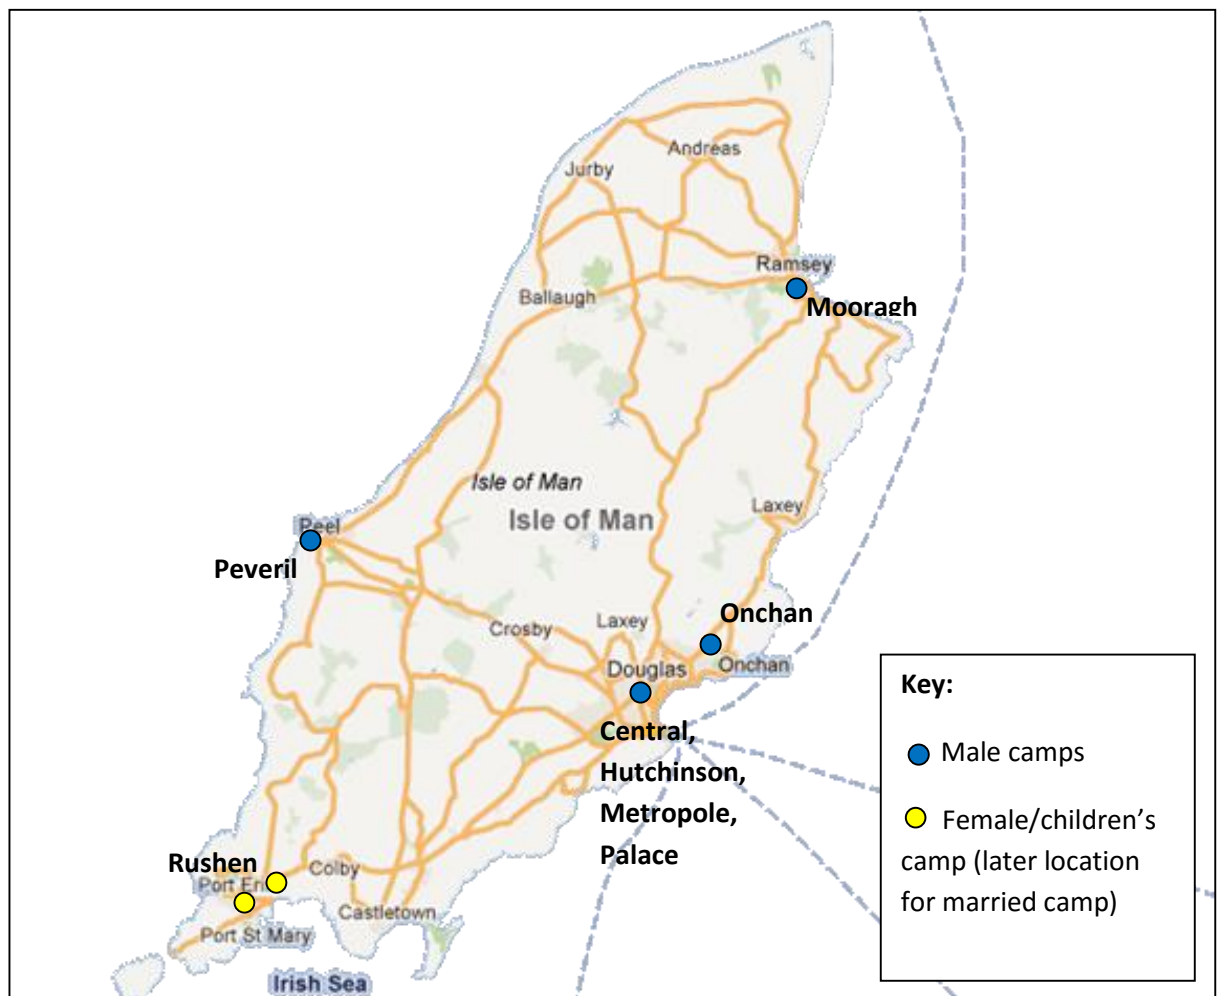 Andreas
Jurby
Ramsey
Ballaugh
Mooragh
Isle of Man
Isle of Man
Laxey
Peel
Peveril
Onchan
Laxey
Crosby
Douglas
Onchan
Central,
Hutchinson,
Metropole,
Palace
Rushen
Colby
Port Eri
Castletown
Port St Mary
Irish Sea
Key:
Male camps
Female/children's
camp (later location
for married camp)